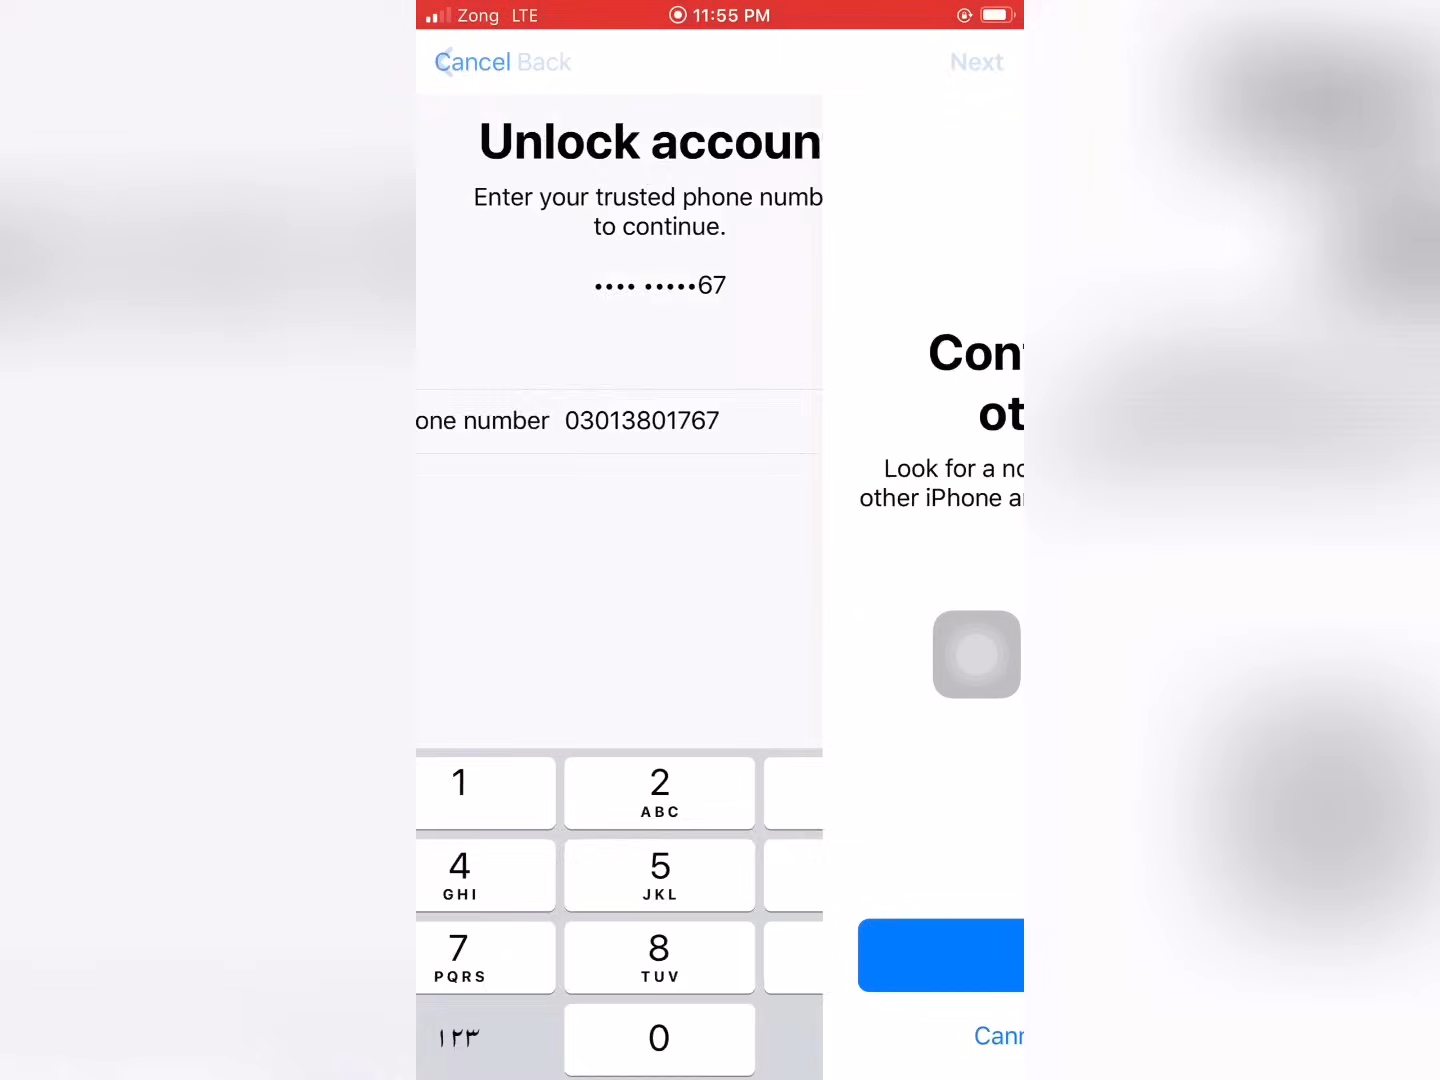 Zong LTE 11:55 PM
Cancel Back Next
Unlock accoun
Enter your trusted phone numb
to continue.
•••• •••••67
one number 03013801767
Con
ot
Look for a no
other iPhone a
1 2
ABC
4 5
GHI JKL
7 8
PQRS TUV
١٢٣ 0
Can